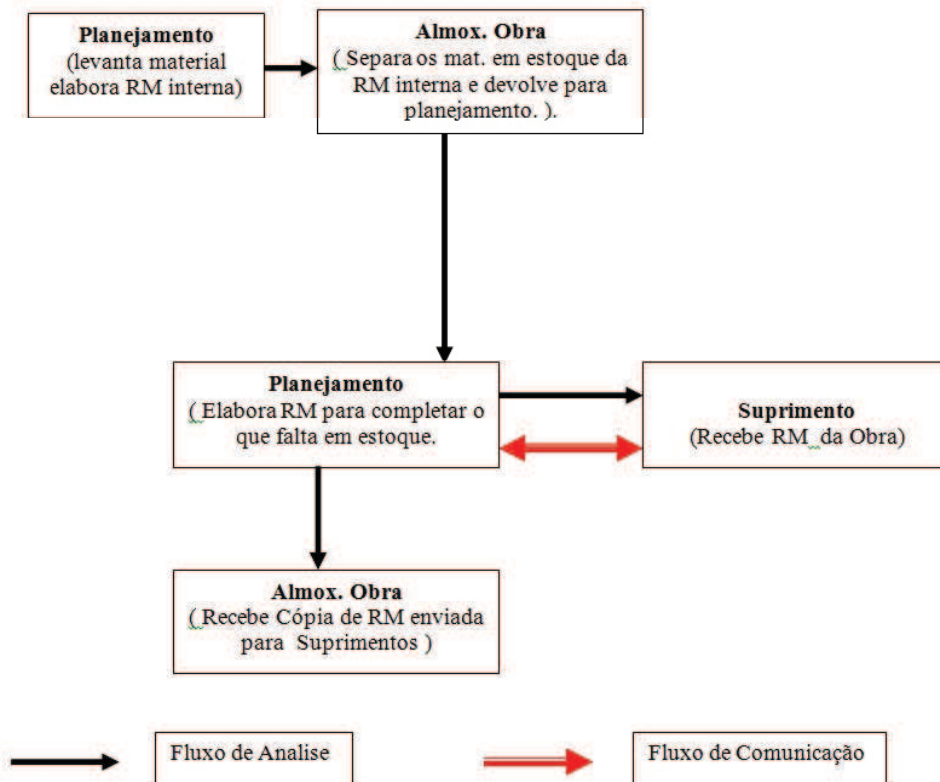 Planejamento
(levanta material
elabora RM interna)
Almox. Obra
( Separa os mat. em estoque da
RM interna e devolve para
planejamento. ).
Planejamento
( Elabora RM para completar o
que falta em estoque.
Suprimento
(Recebe RM da Obra)
Almox. Obra
( Recebe Cópia de RM enviada
para Suprimentos )
Fluxo de Analise
Fluxo de Comunicação